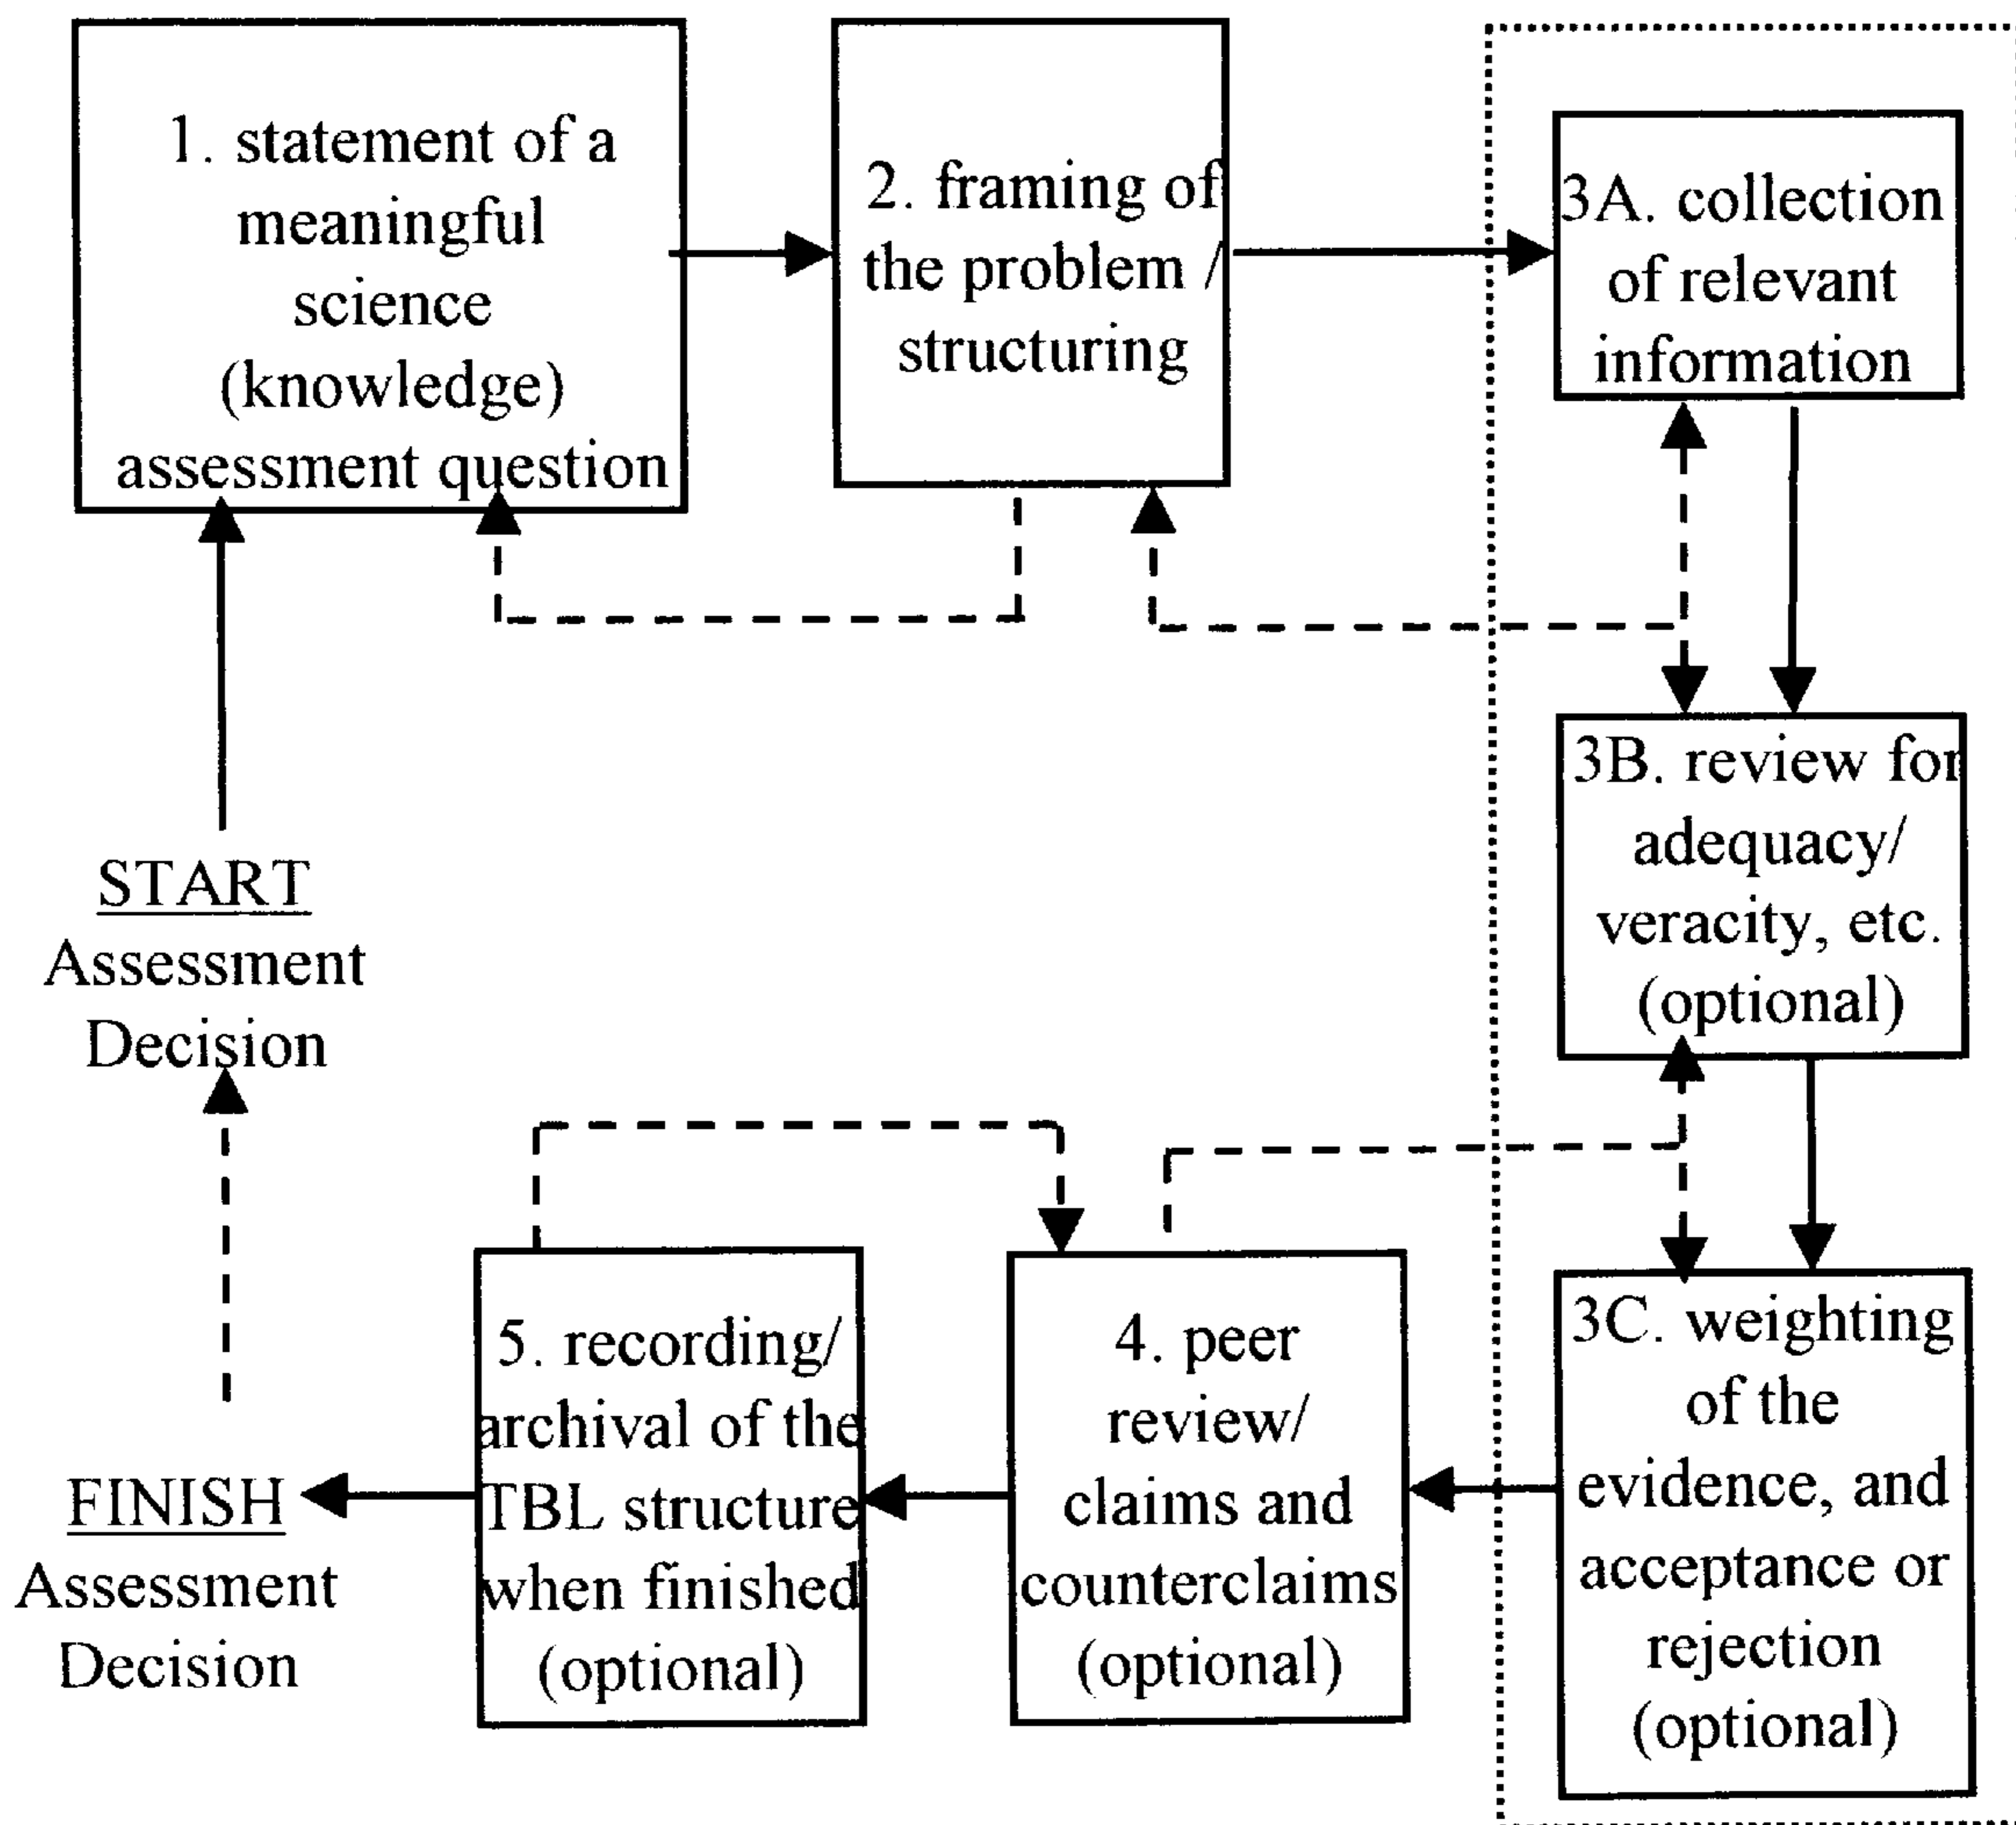 1. statement of a
meaningful
science
(knowledge)
assessment question
2. framing of
the problem /
structuring
3A. collection
of relevant
information
3B. review for
adequacy/
veracity, etc.
(optional)
START
Assessment
Decision
3C. weighting
of the
evidence, and
acceptance or
rejection
(optional)
4. peer
review/
claims and
counterclaims
(optional)
5. recording/
archival of the
TBL structure
when finished
(optional)
FINISH
Assessment
Decision